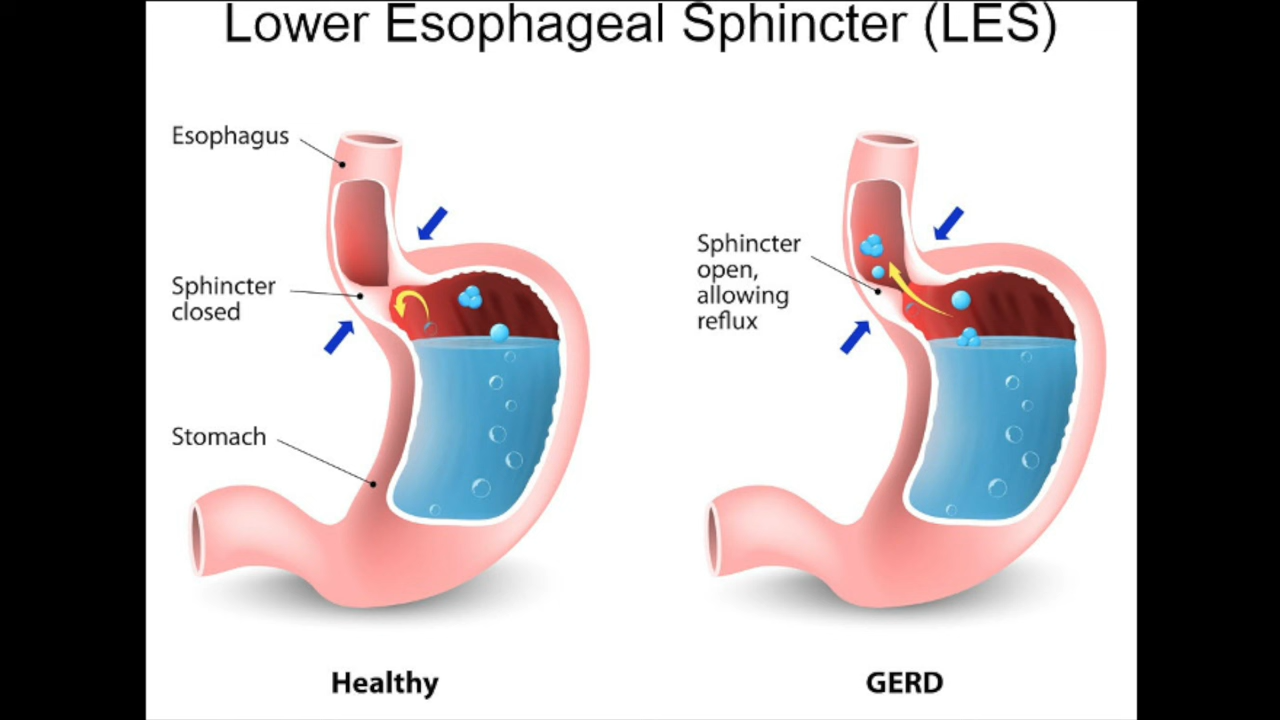 Lower Esophageal Sphincter (LES)
Esophagus
Sphincter
closed
Stomach
Healthy
Sphincter
open,
allowing
reflux
GERD